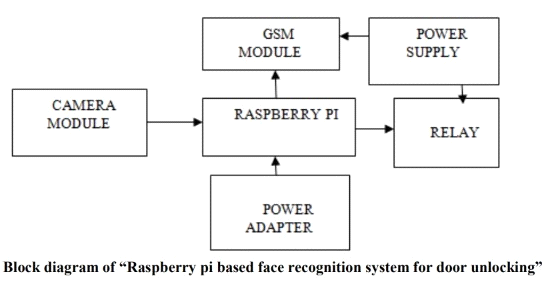 GSM
MODULE
POWER
SUPPLY
CAMERA
MODULE
RASPBERRY PI
RELAY
POWER
ADAPTER
Block diagram of “Raspberry pi based face recognition system for door unlocking”